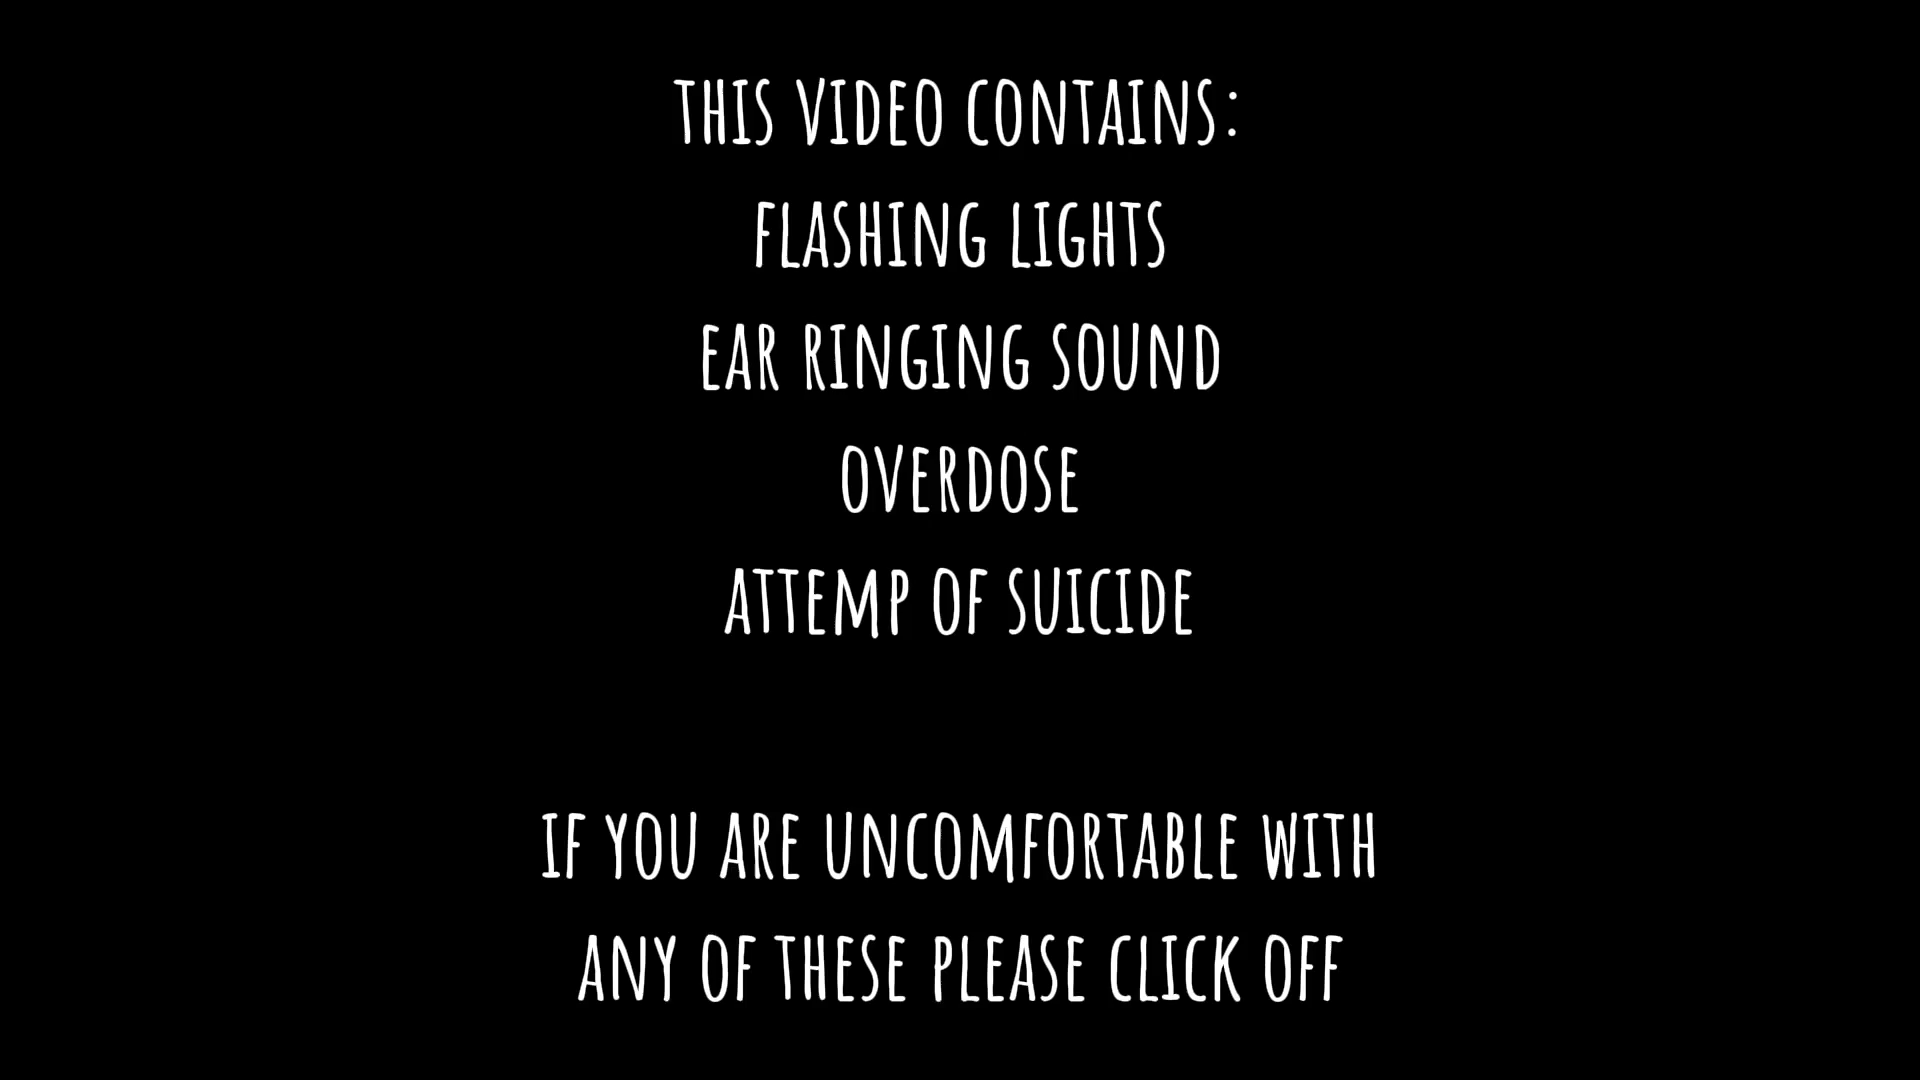 THIS VIDEO CONTAINS:
FLASHING LIGHTS
EAR RINGING SOUND
OVERDOSE
ATTEMP OF SUICIDE
IF YOU ARE UNCOMFORTABLE WITH
ANY OF THESE PLEASE CLICK OFF